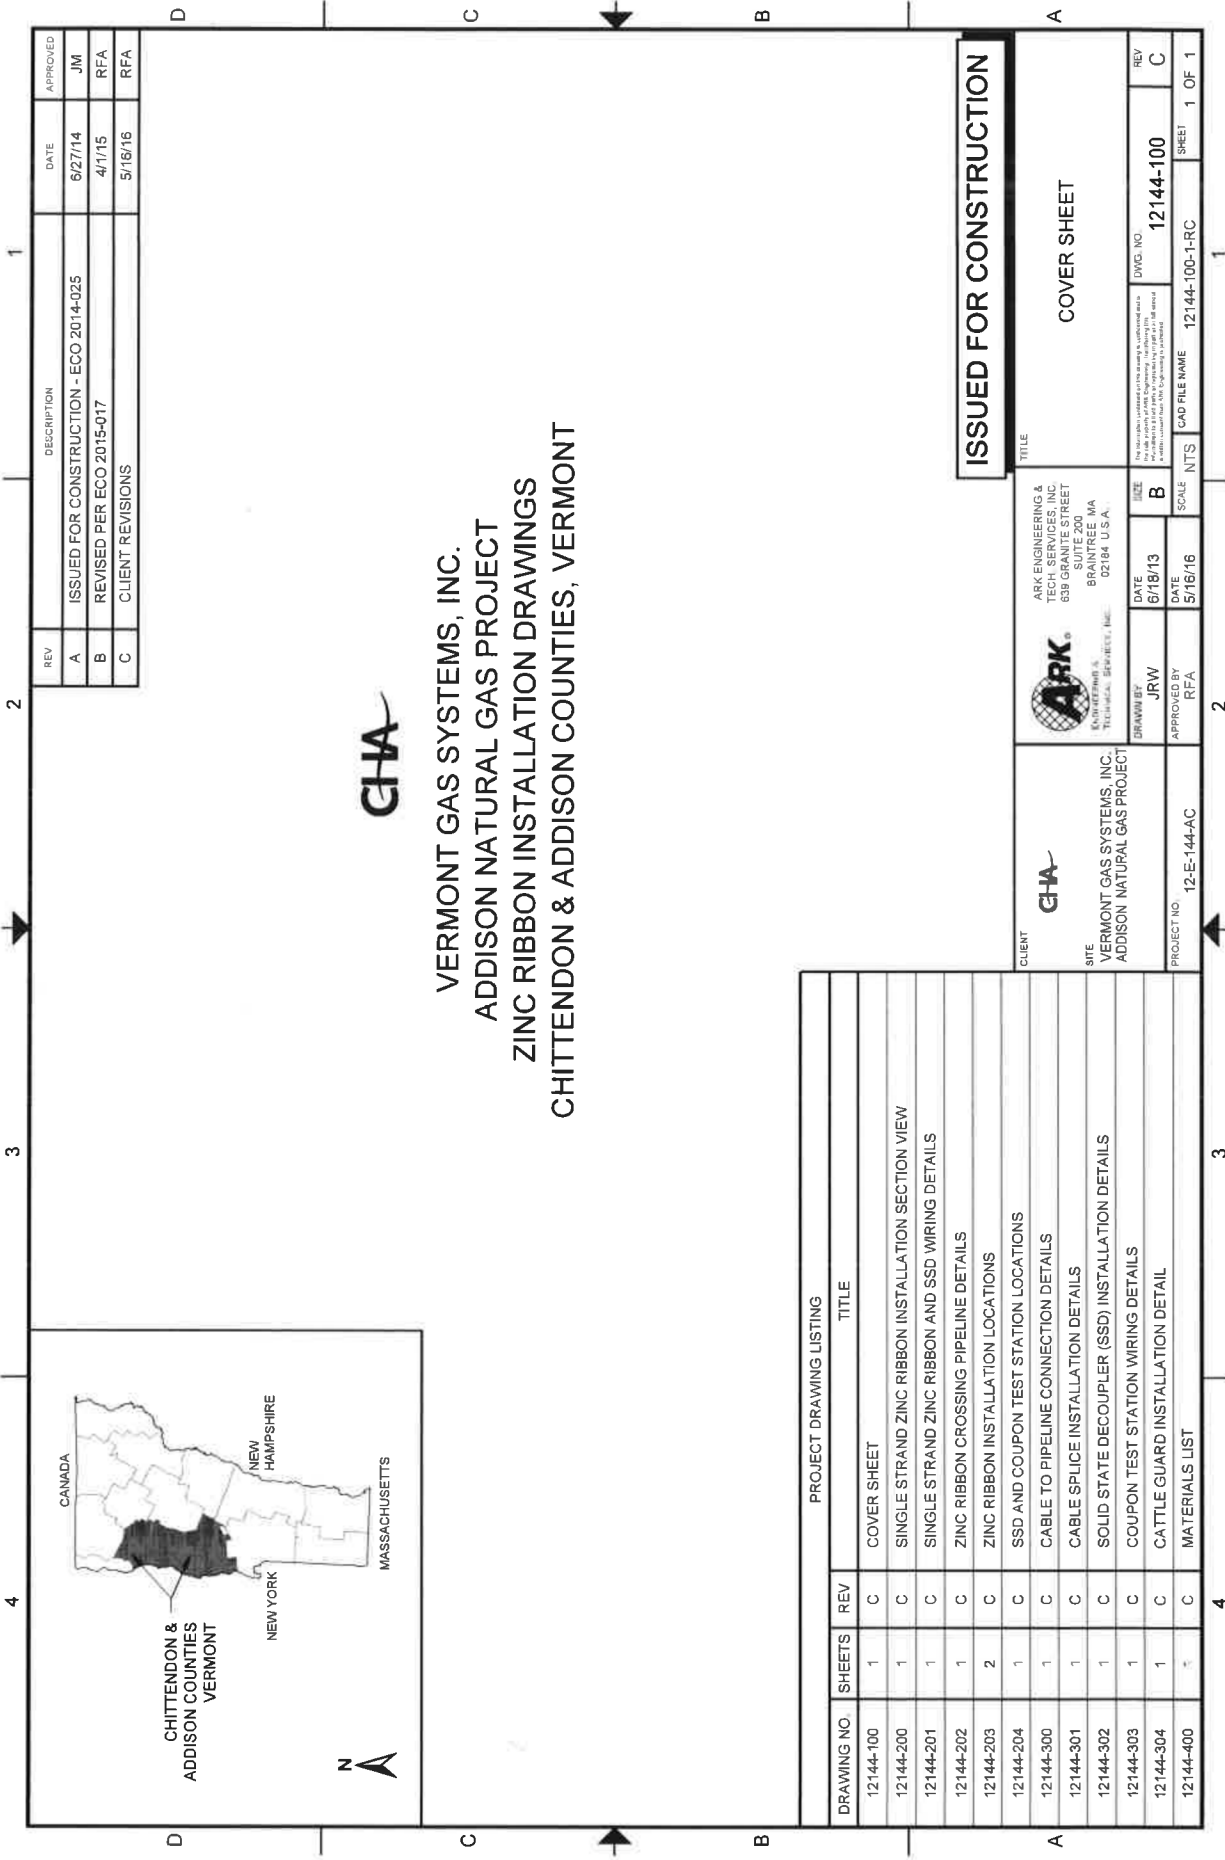 4
3
2
1
D
C
B
A
D
C
B
A
CANADA
NEW HAMPSHIRE
NEW YORK
MASSACHUSETTS
CHITTENDON &
ADDISON COUNTIES
VERMONT
N
REV DESCRIPTION DATE APPROVED
A ISSUED FOR CONSTRUCTION - ECO 2014-025 6/27/14 JM
B REVISED PER ECO 2015-017 4/1/15 RFA
C CLIENT REVISIONS 5/16/16 RFA
CHA
VERMONT GAS SYSTEMS, INC.
ADDISON NATURAL GAS PROJECT
ZINC RIBBON INSTALLATION DRAWINGS
CHITTENDON & ADDISON COUNTIES, VERMONT
PROJECT DRAWING LISTING
DRAWING NO. SHEETS REV TITLE
12144-100 1 C COVER SHEET
12144-200 1 C SINGLE STRAND ZINC RIBBON INSTALLATION SECTION VIEW
12144-201 1 C SINGLE STRAND ZINC RIBBON AND SSD WIRING DETAILS
12144-202 1 C ZINC RIBBON CROSSING PIPELINE DETAILS
12144-203 2 C ZINC RIBBON INSTALLATION LOCATIONS
12144-204 1 C SSD AND COUPON TEST STATION LOCATIONS
12144-300 1 C CABLE TO PIPELINE CONNECTION DETAILS
12144-301 1 C CABLE SPLICE INSTALLATION DETAILS
12144-302 1 C SOLID STATE DECOUPLER (SSD) INSTALLATION DETAILS
12144-303 1 C COUPON TEST STATION WIRING DETAILS
12144-304 1 C CATTLE GUARD INSTALLATION DETAIL
12144-400 C MATERIALS LIST
ISSUED FOR CONSTRUCTION
CLIENT
CHA
SITE
VERMONT GAS SYSTEMS, INC.
ADDISON NATURAL GAS PROJECT
PROJECT NO. 12-E-144-AC
ARK
ENGINEERING &
TECHNICAL SERVICES, INC.
ARK ENGINEERING &
TECH. SERVICES, INC.
639 GRANITE STREET
SUITE 200
BRAINTREE, MA
02184 U.S.A.
DRAWN BY JRW
DATE 6/18/13
APPROVED BY RFA
DATE 5/16/16
TITLE
COVER SHEET
SIZE B
DWG. NO. 12144-100
REV C
SCALE NTS
CAD FILE NAME 12144-100-1-RC
SHEET 1 OF 1
4
3
2
1